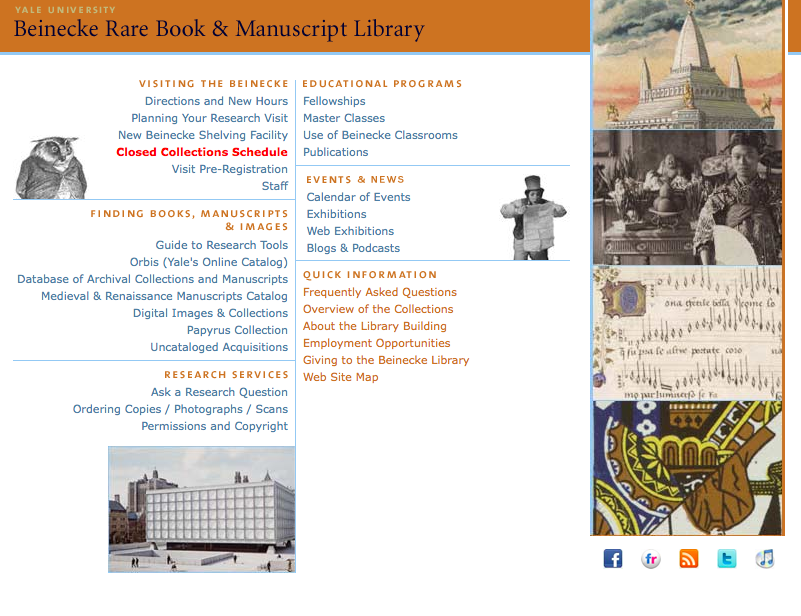 YALE UNIVERSITY
Beinecke Rare Book & Manuscript Library
VISITING THE BEINECKE
Directions and New Hours
Planning Your Research Visit
New Beinecke Shelving Facility
Closed Collections Schedule
Visit Pre-Registration
Staff
FINDING BOOKS, MANUSCRIPTS
& IMAGES
Guide to Research Tools
Orbis (Yale's Online Catalog)
Database of Archival Collections and Manuscripts
Medieval & Renaissance Manuscripts Catalog
Digital Images & Collections
Papyrus Collection
Uncataloged Acquisitions
RESEARCH SERVICES
Ask a Research Question
Ordering Copies / Photographs / Scans
Permissions and Copyright
EDUCATIONAL PROGRAMS
Fellowships
Master Classes
Use of Beinecke Classrooms
Publications
EVENTS & NEWS
Calendar of Events
Exhibitions
Web Exhibitions
Blogs & Podcasts
QUICK INFORMATION
Frequently Asked Questions
Overview of the Collections
About the Library Building
Employment Opportunities
Giving to the Beinecke Library
Web Site Map
f fr t